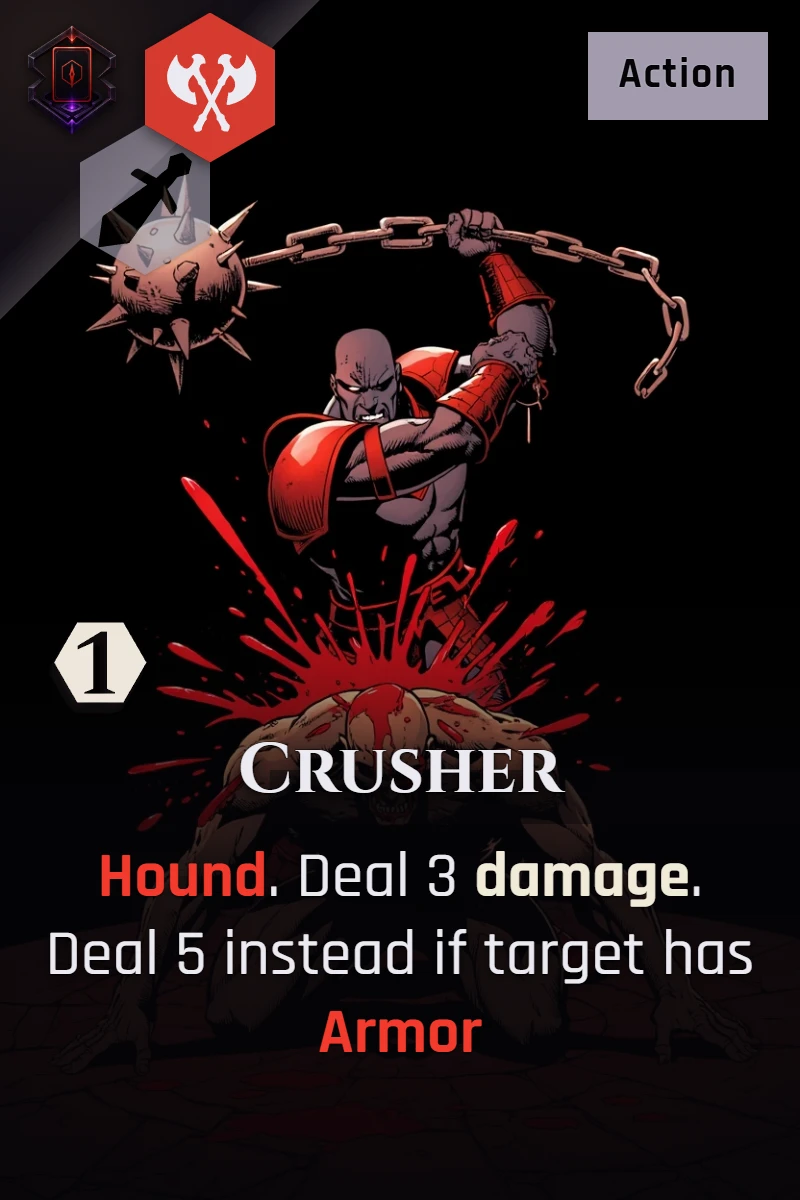 Action
1
Crusher
Hound. Deal 3 damage.
Deal 5 instead if target has
Armor